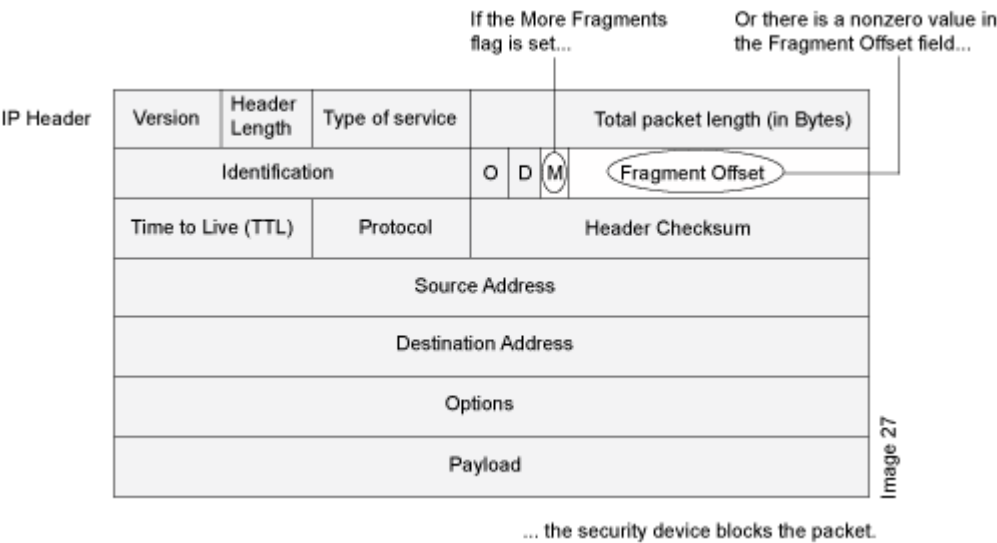 If the More Fragments
flag is set...
Or there is a nonzero value in
the Fragment Offset field...
IP Header
Version
Header
Length
Type of service
Total packet length (in Bytes)
Identification
O
D
M
Fragment Offset
Time to Live (TTL)
Protocol
Header Checksum
Source Address
Destination Address
Options
Payload
Image 27
... the security device blocks the packet.